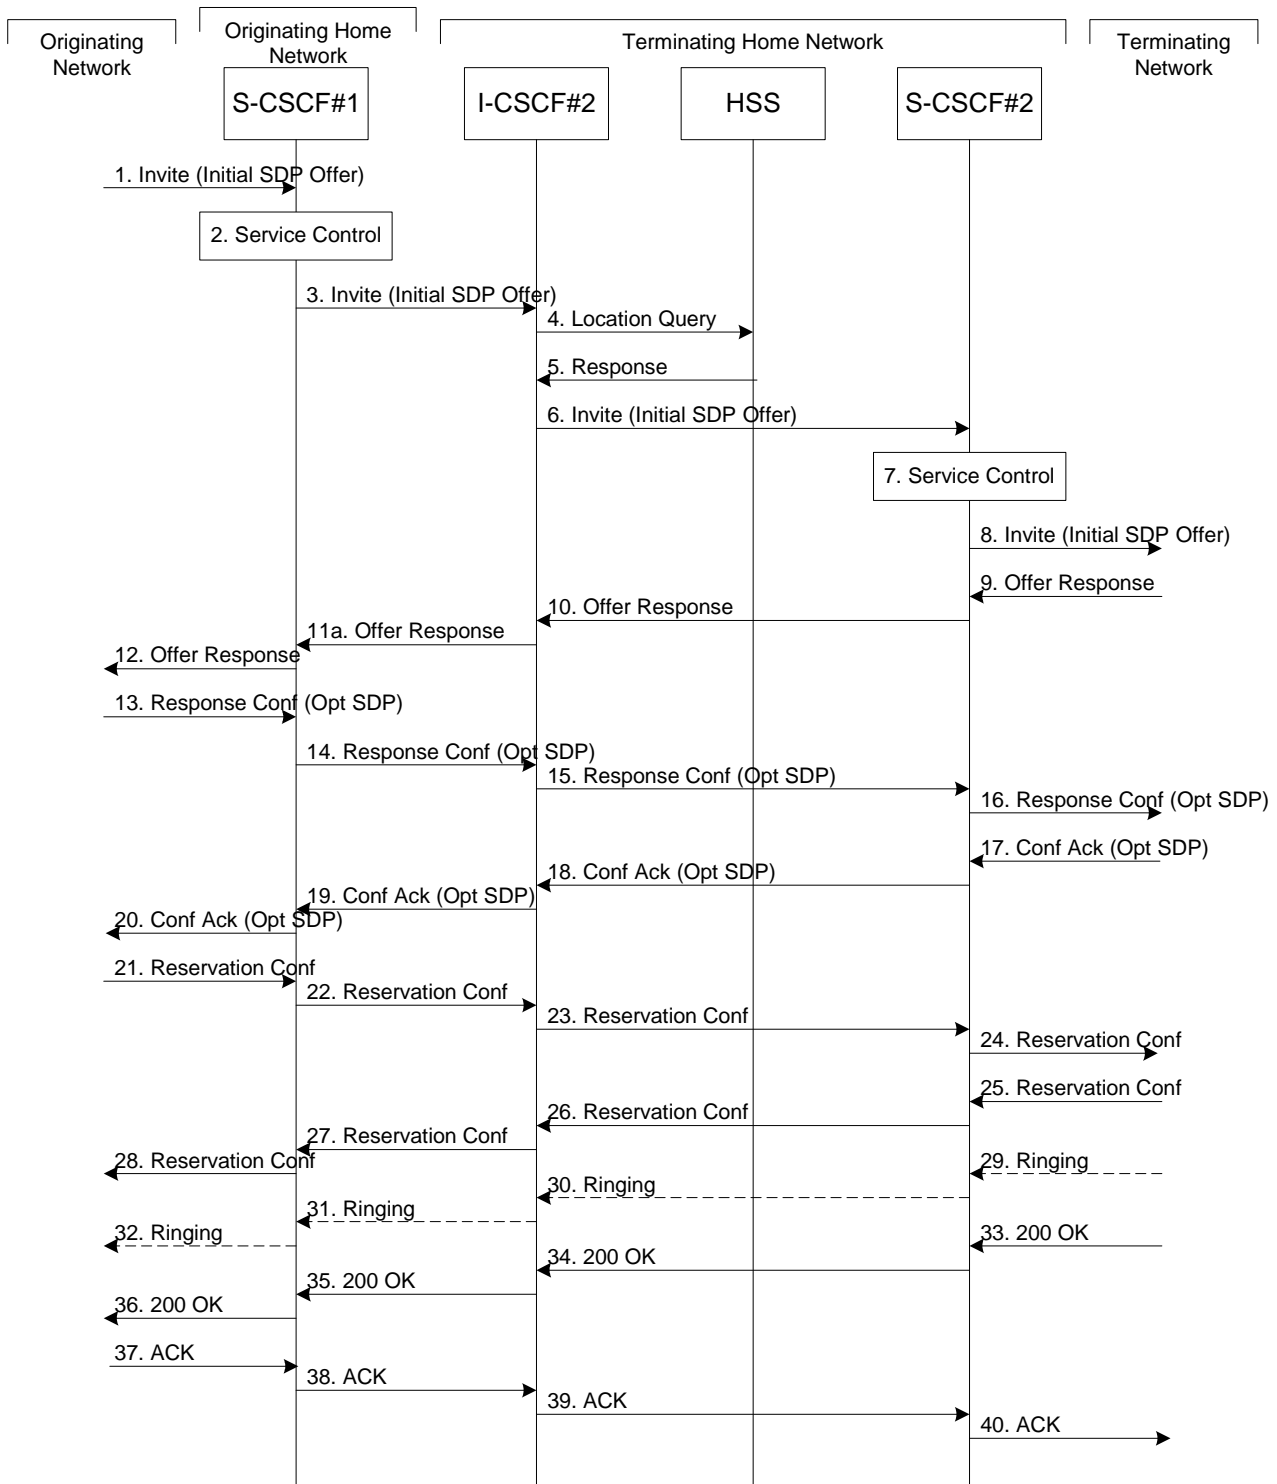 Originating
Network
Originating Home
Network
Terminating Home Network
Terminating
Network
S-CSCF#1
I-CSCF#2
HSS
S-CSCF#2
1. Invite (Initial SDP Offer)
2. Service Control
3. Invite (Initial SDP Offer)
4. Location Query
5. Response
6. Invite (Initial SDP Offer)
7. Service Control
8. Invite (Initial SDP Offer)
9. Offer Response
10. Offer Response
11a. Offer Response
12. Offer Response
13. Response Conf (Opt SDP)
14. Response Conf (Opt SDP)
15. Response Conf (Opt SDP)
16. Response Conf (Opt SDP)
17. Conf Ack (Opt SDP)
18. Conf Ack (Opt SDP)
19. Conf Ack (Opt SDP)
20. Conf Ack (Opt SDP)
21. Reservation Conf
22. Reservation Conf
23. Reservation Conf
24. Reservation Conf
25. Reservation Conf
26. Reservation Conf
27. Reservation Conf
28. Reservation Conf
29. Ringing
30. Ringing
31. Ringing
32. Ringing
33. 200 OK
34. 200 OK
35. 200 OK
36. 200 OK
37. ACK
38. ACK
39. ACK
40. ACK